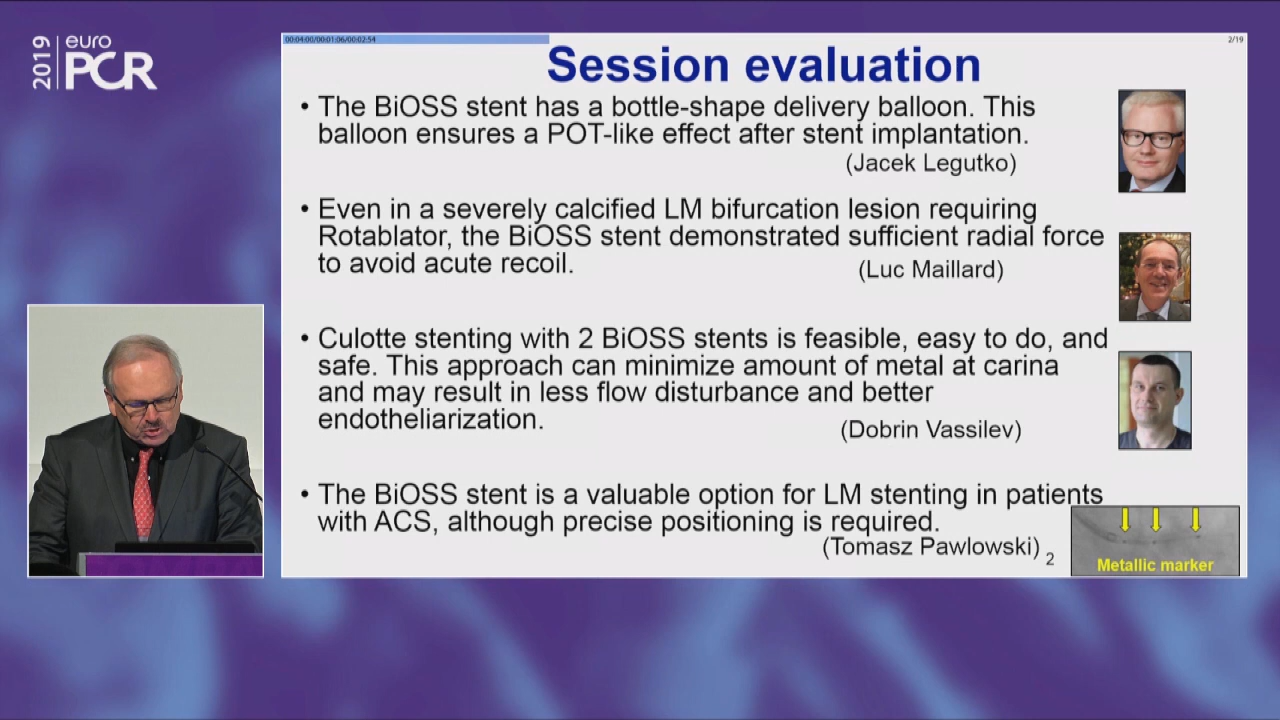 2019
euro
PCR
00:04:00/00:01:06/00:02:54
2/19
Session evaluation
• The BiOSS stent has a bottle-shape delivery balloon. This
balloon ensures a POT-like effect after stent implantation.
(Jacek Legutko)
• Even in a severely calcified LM bifurcation lesion requiring
Rotablator, the BiOSS stent demonstrated sufficient radial force
to avoid acute recoil.
(Luc Maillard)
• Culotte stenting with 2 BiOSS stents is feasible, easy to do, and
safe. This approach can minimize amount of metal at carina
and may result in less flow disturbance and better
endotheliarization.
(Dobrin Vassilev)
• The BiOSS stent is a valuable option for LM stenting in patients
with ACS, although precise positioning is required.
(Tomasz Pawlowski)
2
Metallic marker